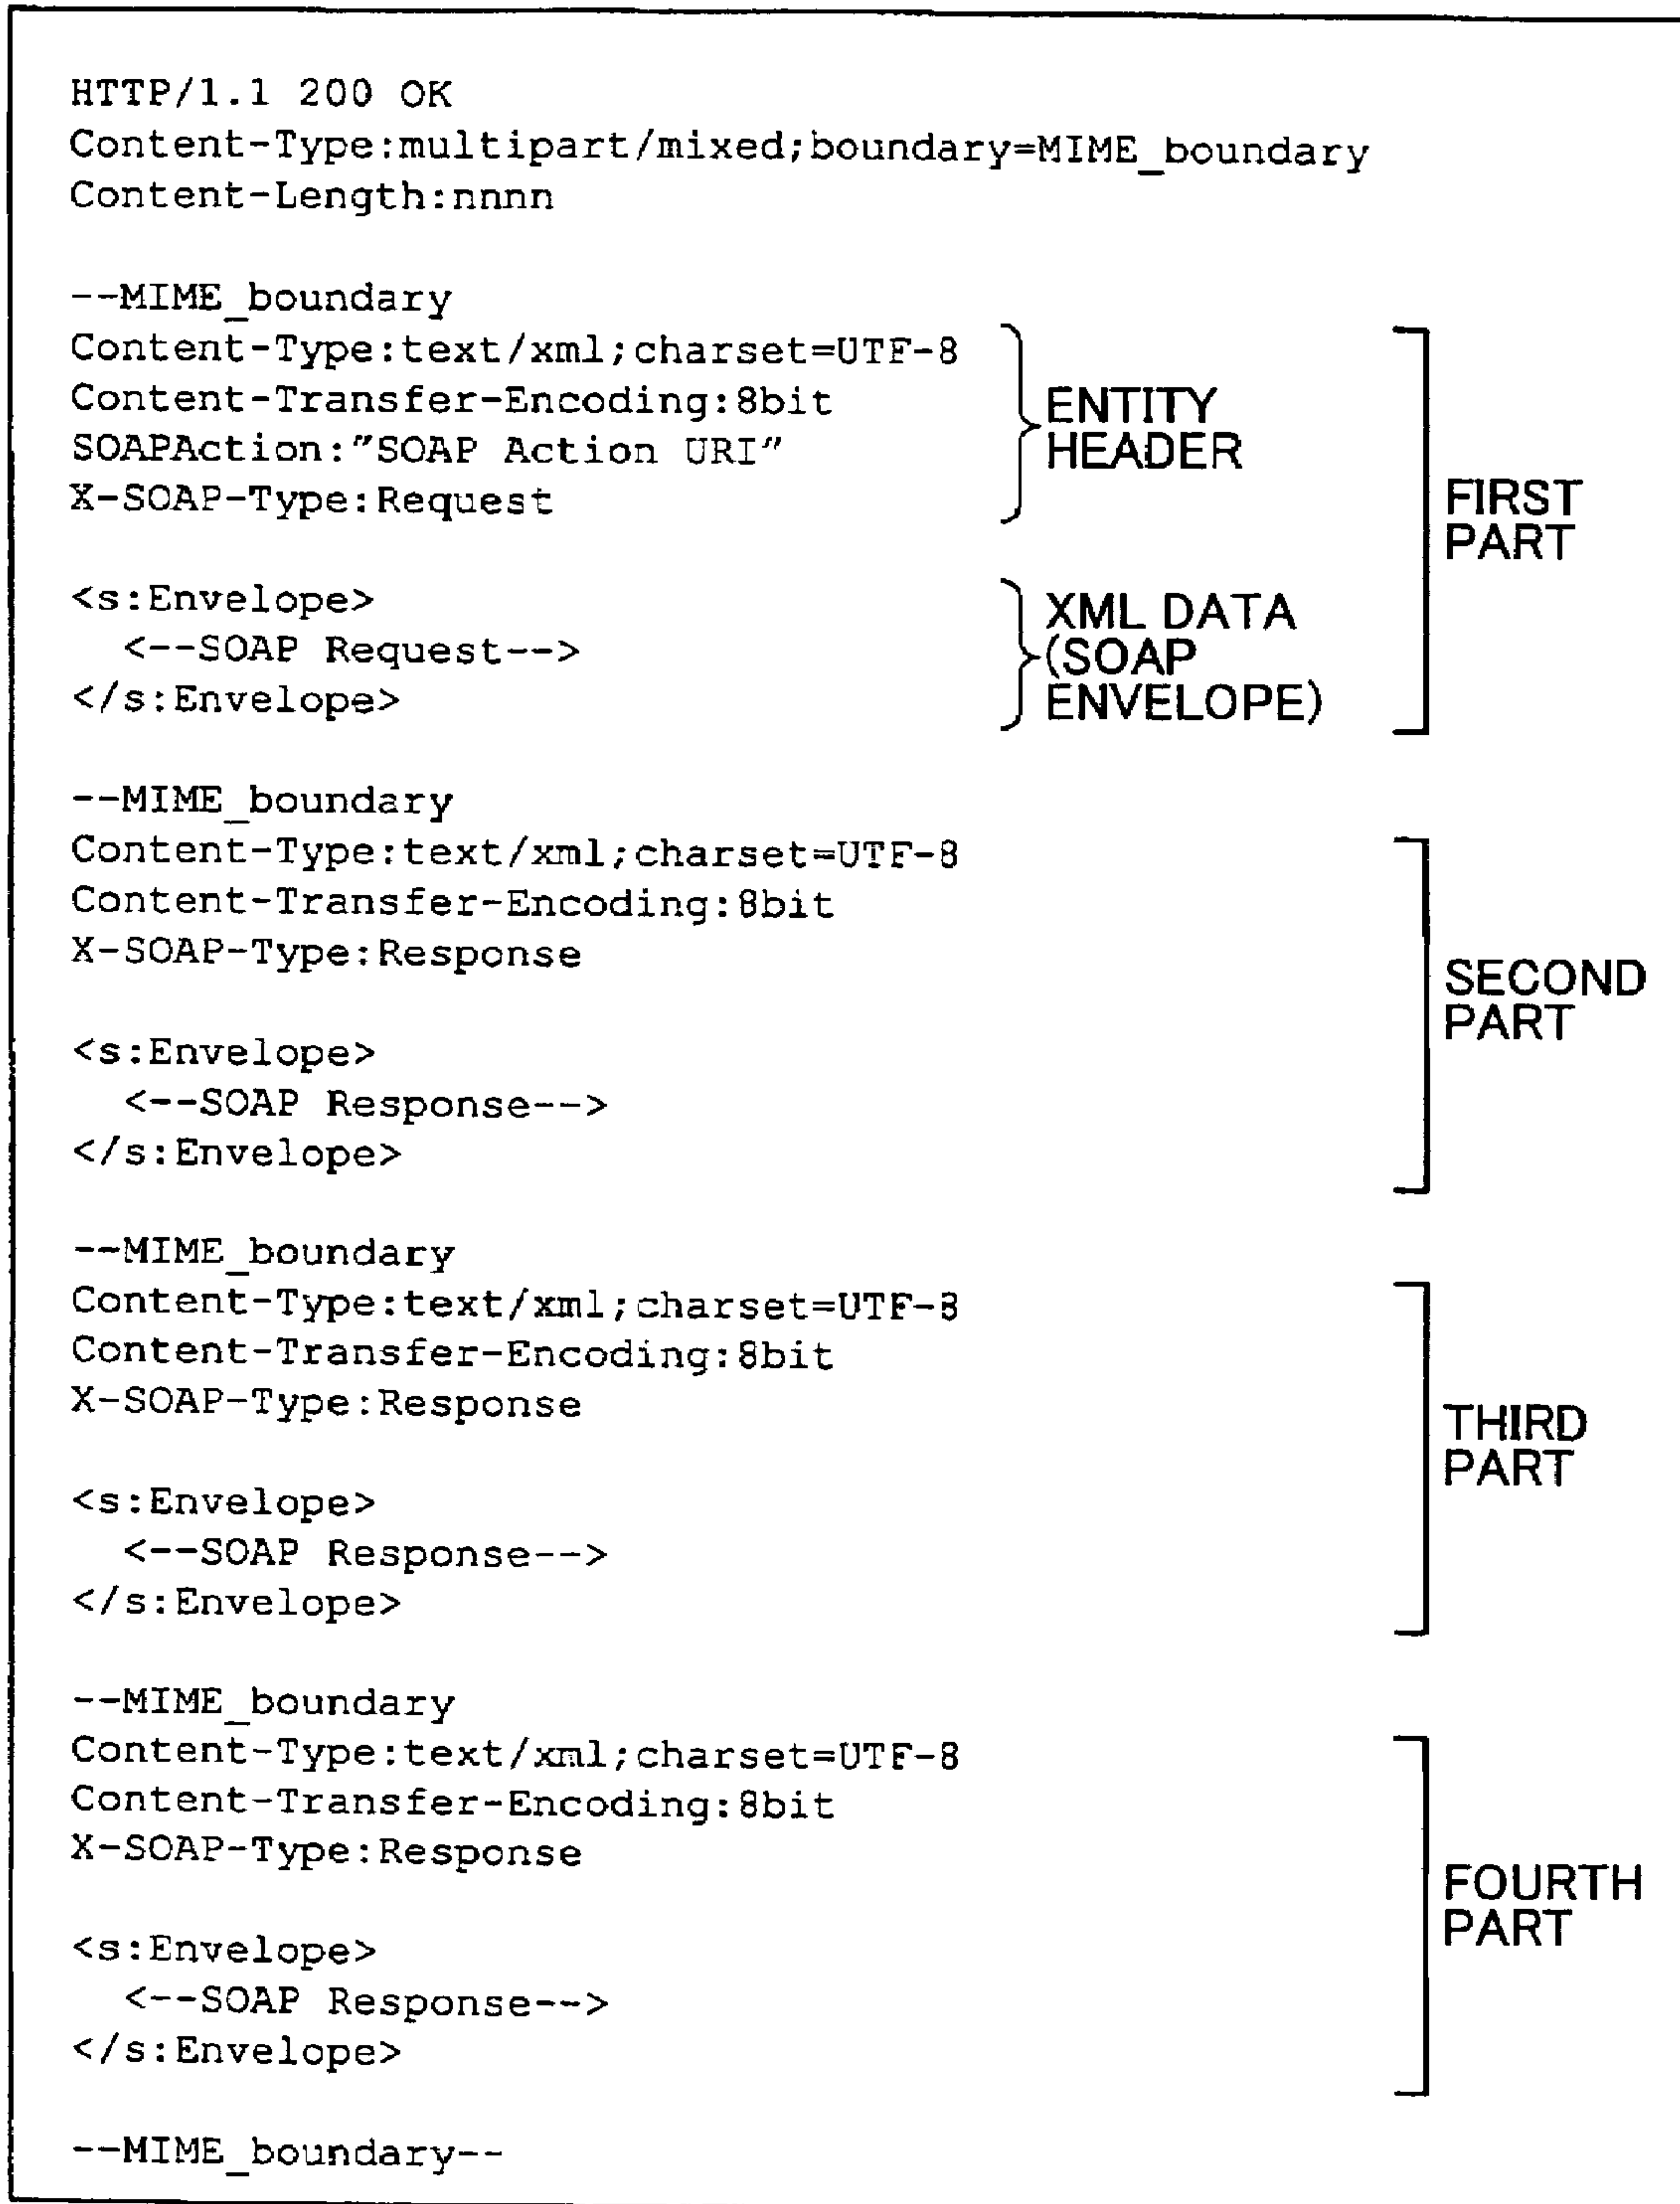 HTTP/1.1 200 OK
Content-Type:multipart/mixed;boundary=MIME_boundary
Content-Length:nnnn
--MIME_boundary
Content-Type:text/xml;charset=UTF-8
Content-Transfer-Encoding:8bit
SOAPAction:"SOAP Action URI"
X-SOAP-Type:Request
ENTITY
HEADER
<s:Envelope>
<--SOAP Request-->
</s:Envelope>
XML DATA
(SOAP
ENVELOPE)
FIRST
PART
--MIME_boundary
Content-Type:text/xml;charset=UTF-8
Content-Transfer-Encoding:8bit
X-SOAP-Type:Response
<s:Envelope>
<--SOAP Response-->
</s:Envelope>
SECOND
PART
--MIME_boundary
Content-Type:text/xml;charset=UTF-8
Content-Transfer-Encoding:8bit
X-SOAP-Type:Response
<s:Envelope>
<--SOAP Response-->
</s:Envelope>
THIRD
PART
--MIME_boundary
Content-Type:text/xml;charset=UTF-8
Content-Transfer-Encoding:8bit
X-SOAP-Type:Response
<s:Envelope>
<--SOAP Response-->
</s:Envelope>
FOURTH
PART
--MIME_boundary--